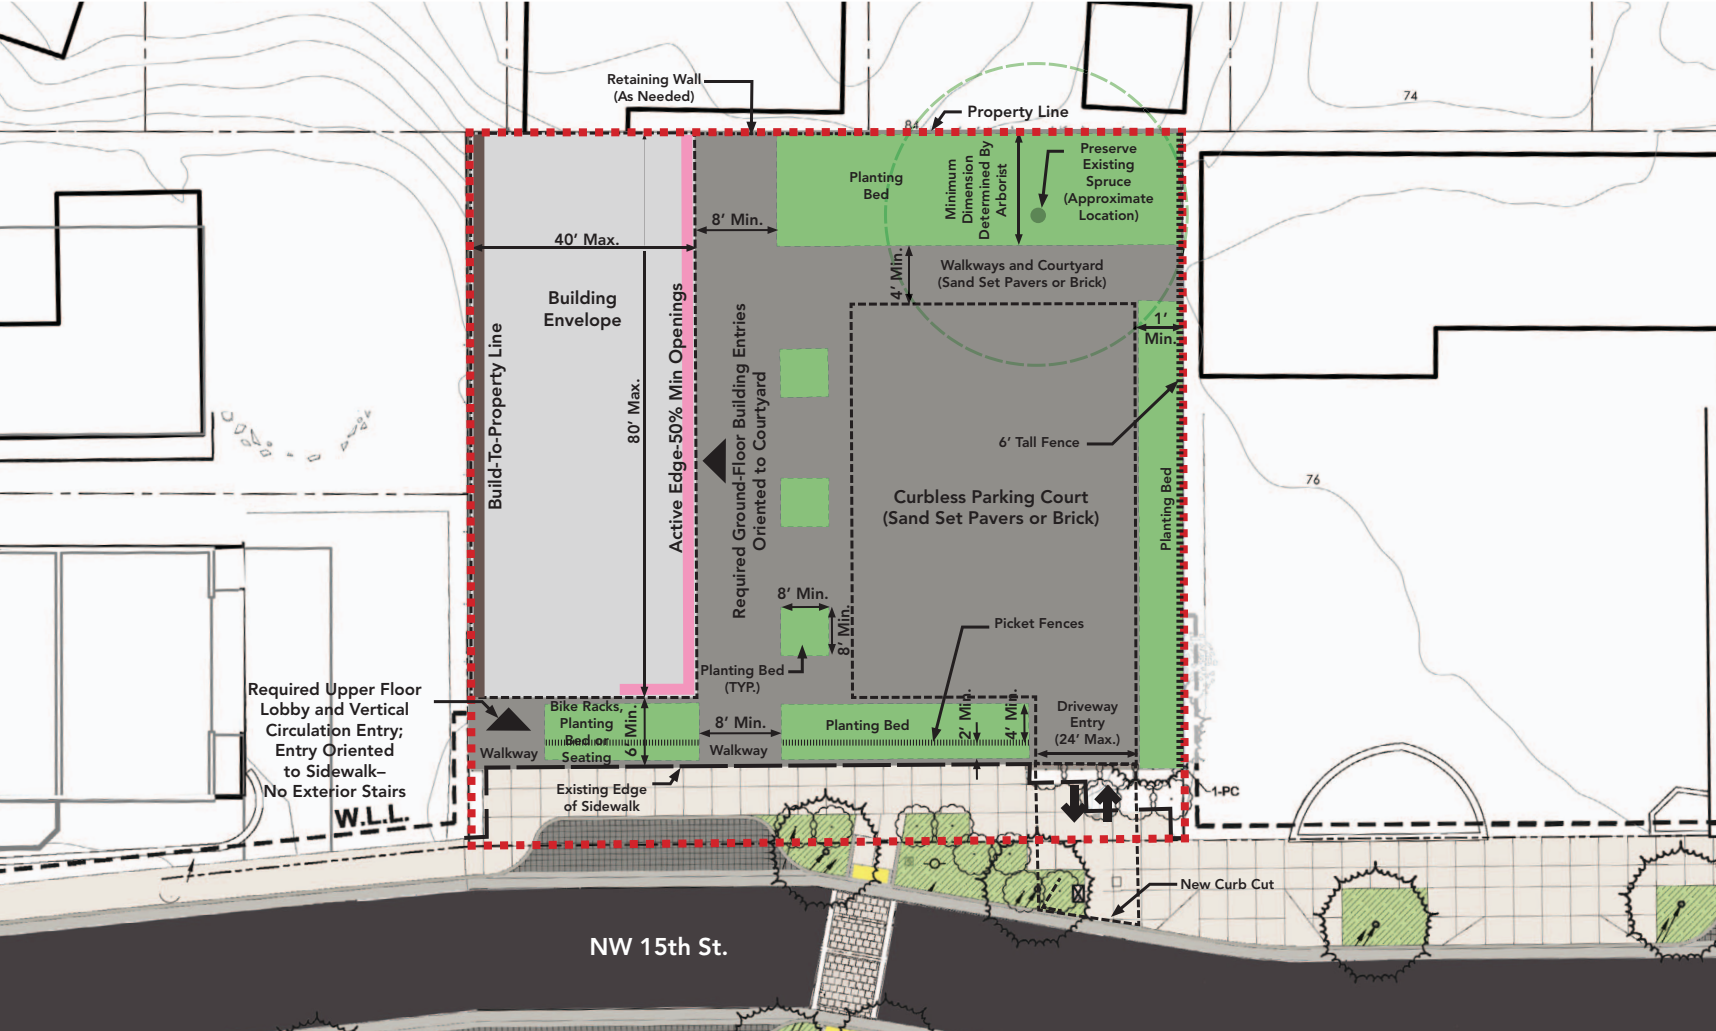 Retaining Wall
(As Needed)
84
Property Line
74
Planting
Bed
Minimum
Dimension
Determined By
Arborist
Preserve
Existing
Spruce
(Approximate
Location)
8’ Min.
40’ Max.
4’ Min.
Walkways and Courtyard
(Sand Set Pavers or Brick)
Building
Envelope
1’
Min.
Build-To-Property Line
80’ Max.
Active Edge-50% Min Openings
Required Ground-Floor Building Entries
Oriented to Courtyard
6’ Tall Fence
76
Curbless Parking Court
(Sand Set Pavers or Brick)
Planting Bed
8’ Min.
8’ Min.
Picket Fences
Planting Bed
(TYP.)
Required Upper Floor
Lobby and Vertical
Circulation Entry;
Entry Oriented
to Sidewalk–
No Exterior Stairs
Bike Racks,
Planting
Bed or
Seating
6’ Min.
8’ Min.
Walkway
Walkway
Planting Bed
2’ Min.
4’ Min.
Driveway
Entry
(24’ Max.)
Existing Edge
of Sidewalk
1-PC
W.L.L.
New Curb Cut
NW 15th St.